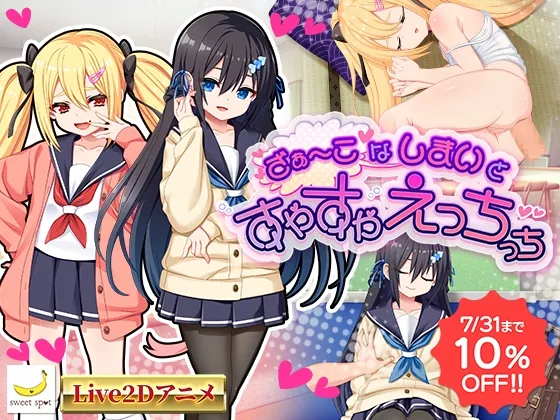 ざぁ～こなしまいと
すやすやえっちっち
7/31まで
10%
OFF!!
sweet spot
Live2Dアニメ